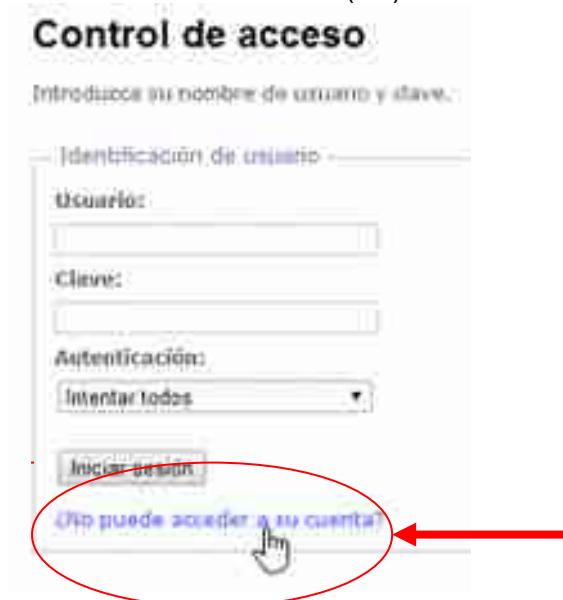 Control de acceso
Introduzca su nombre de usuario y clave.
Identificación de usuario
Usuario:
Clave:
Autenticación:
Intentar todos
Iniciar sesión
¿No puede acceder a su cuenta?